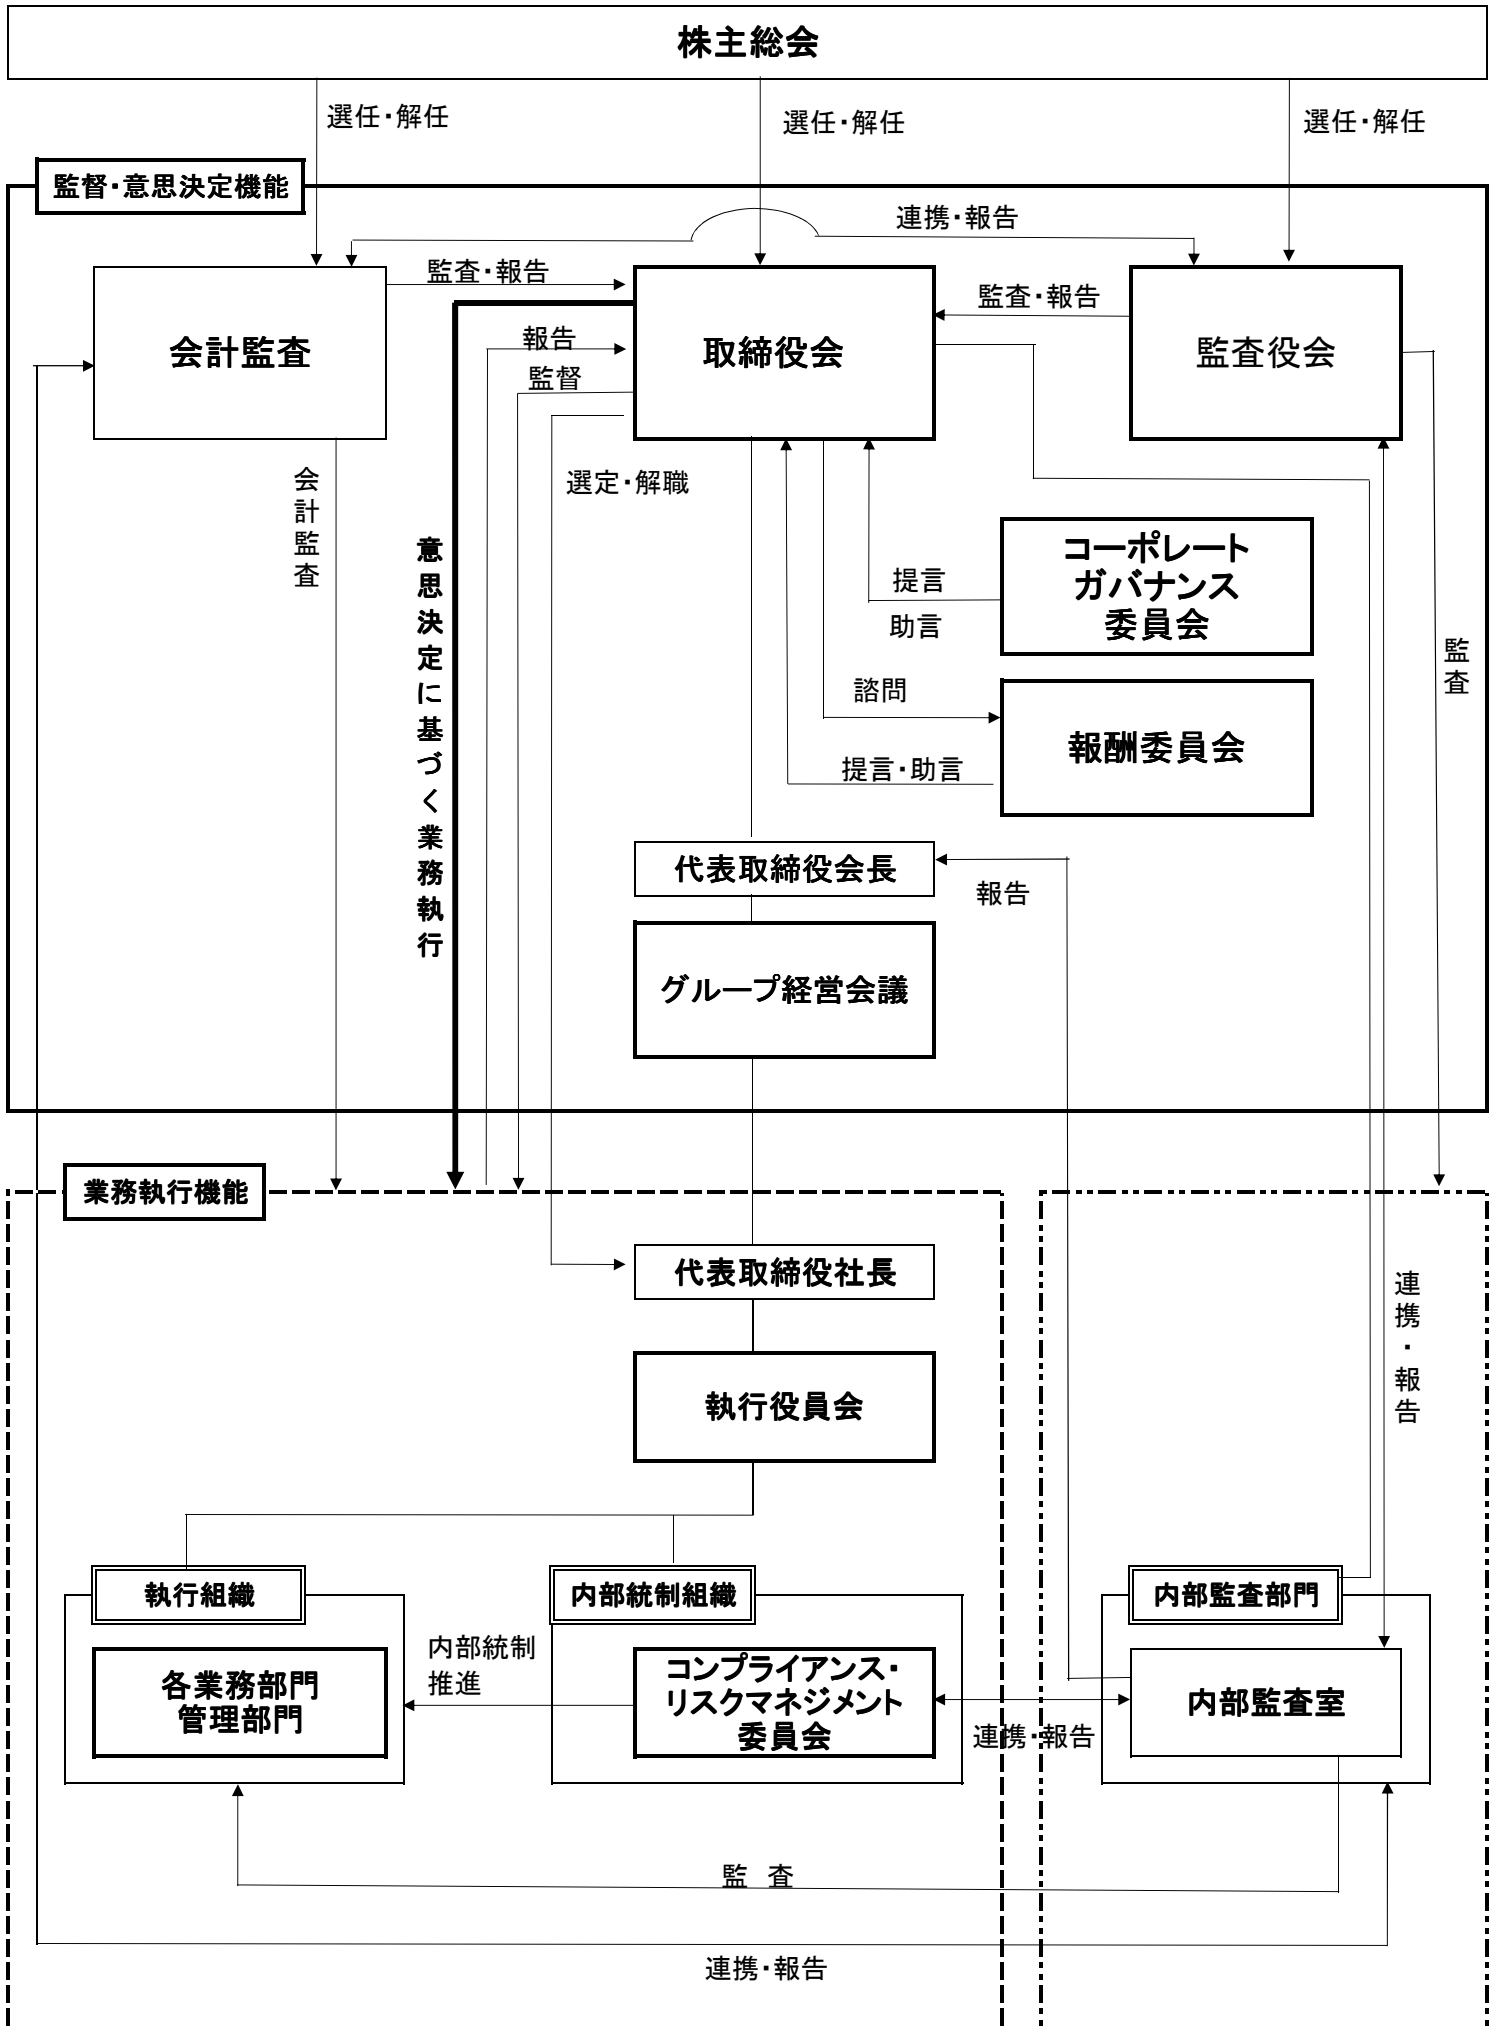 株主総会
選任・解任
選任・解任
選任・解任
監督・意思決定機能
連携・報告
監査・報告
監査・報告
会計監査
報告
取締役会
監査役会
監督
選定・解職
会計監査
意思決定に基づく業務執行
コーポレート
ガバナンス
委員会
提言
助言
監査
諮問
報酬委員会
提言・助言
代表取締役会長
報告
グループ経営会議
業務執行機能
代表取締役社長
連携・報告
執行役員会
執行組織
内部統制組織
内部監査部門
内部統制
推進
各業務部門
管理部門
コンプライアンス・
リスクマネジメント
委員会
内部監査室
連携・報告
監　査
連携・報告